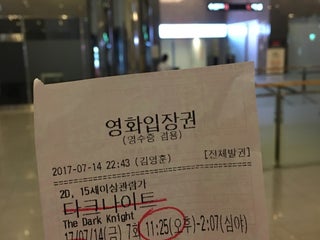 영화입장권
(영수증 겸용)
2017-07-14 22:43 (김영훈) [전체발권]
2D, 15세이상관람가
다크나이트
The Dark Knight
17/07/14(금) 7회 11:25(오후)-2:07(심야)